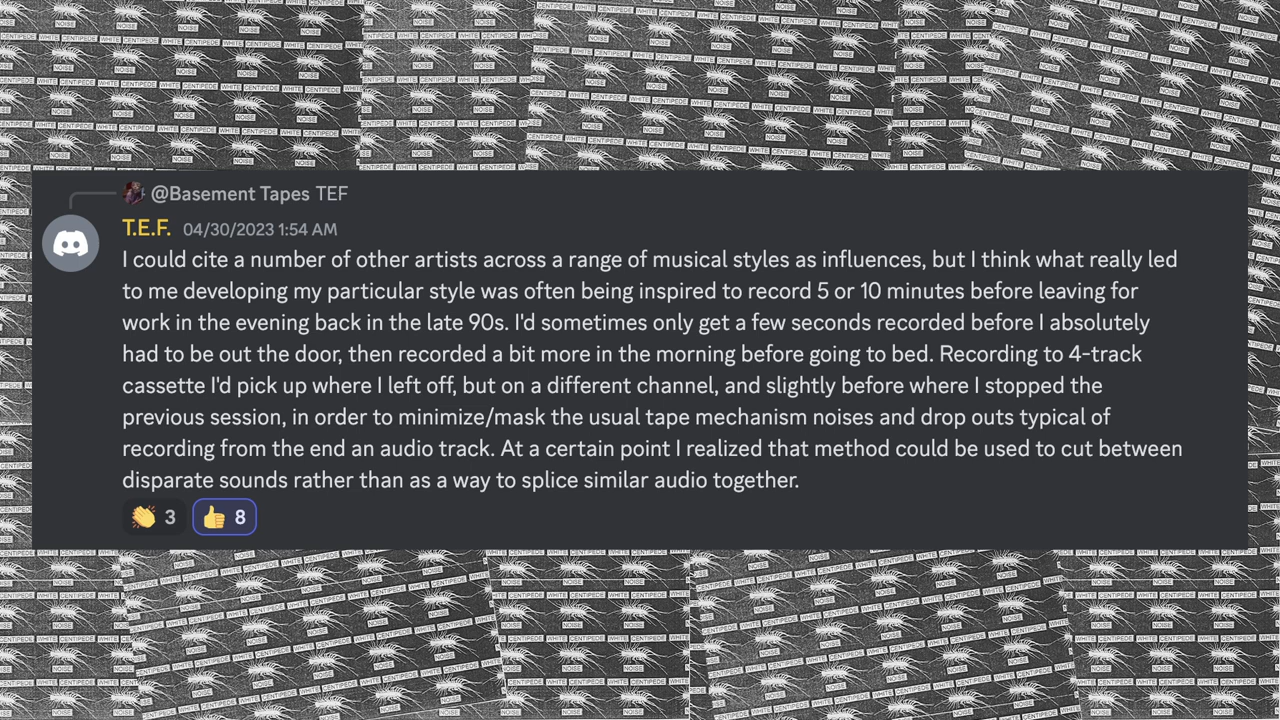 @Basement Tapes TEF
T.E.F. 04/30/2023 1:54 AM
I could cite a number of other artists across a range of musical styles as influences, but I think what really led
to me developing my particular style was often being inspired to record 5 or 10 minutes before leaving for
work in the evening back in the late 90s. I'd sometimes only get a few seconds recorded before I absolutely
had to be out the door, then recorded a bit more in the morning before going to bed. Recording to 4-track
cassette I'd pick up where I left off, but on a different channel, and slightly before where I stopped the
previous session, in order to minimize/mask the usual tape mechanism noises and drop outs typical of
recording from the end an audio track. At a certain point I realized that method could be used to cut between
disparate sounds rather than as a way to splice similar audio together.
3 8
WHITE CENTIPEDE
NOISE